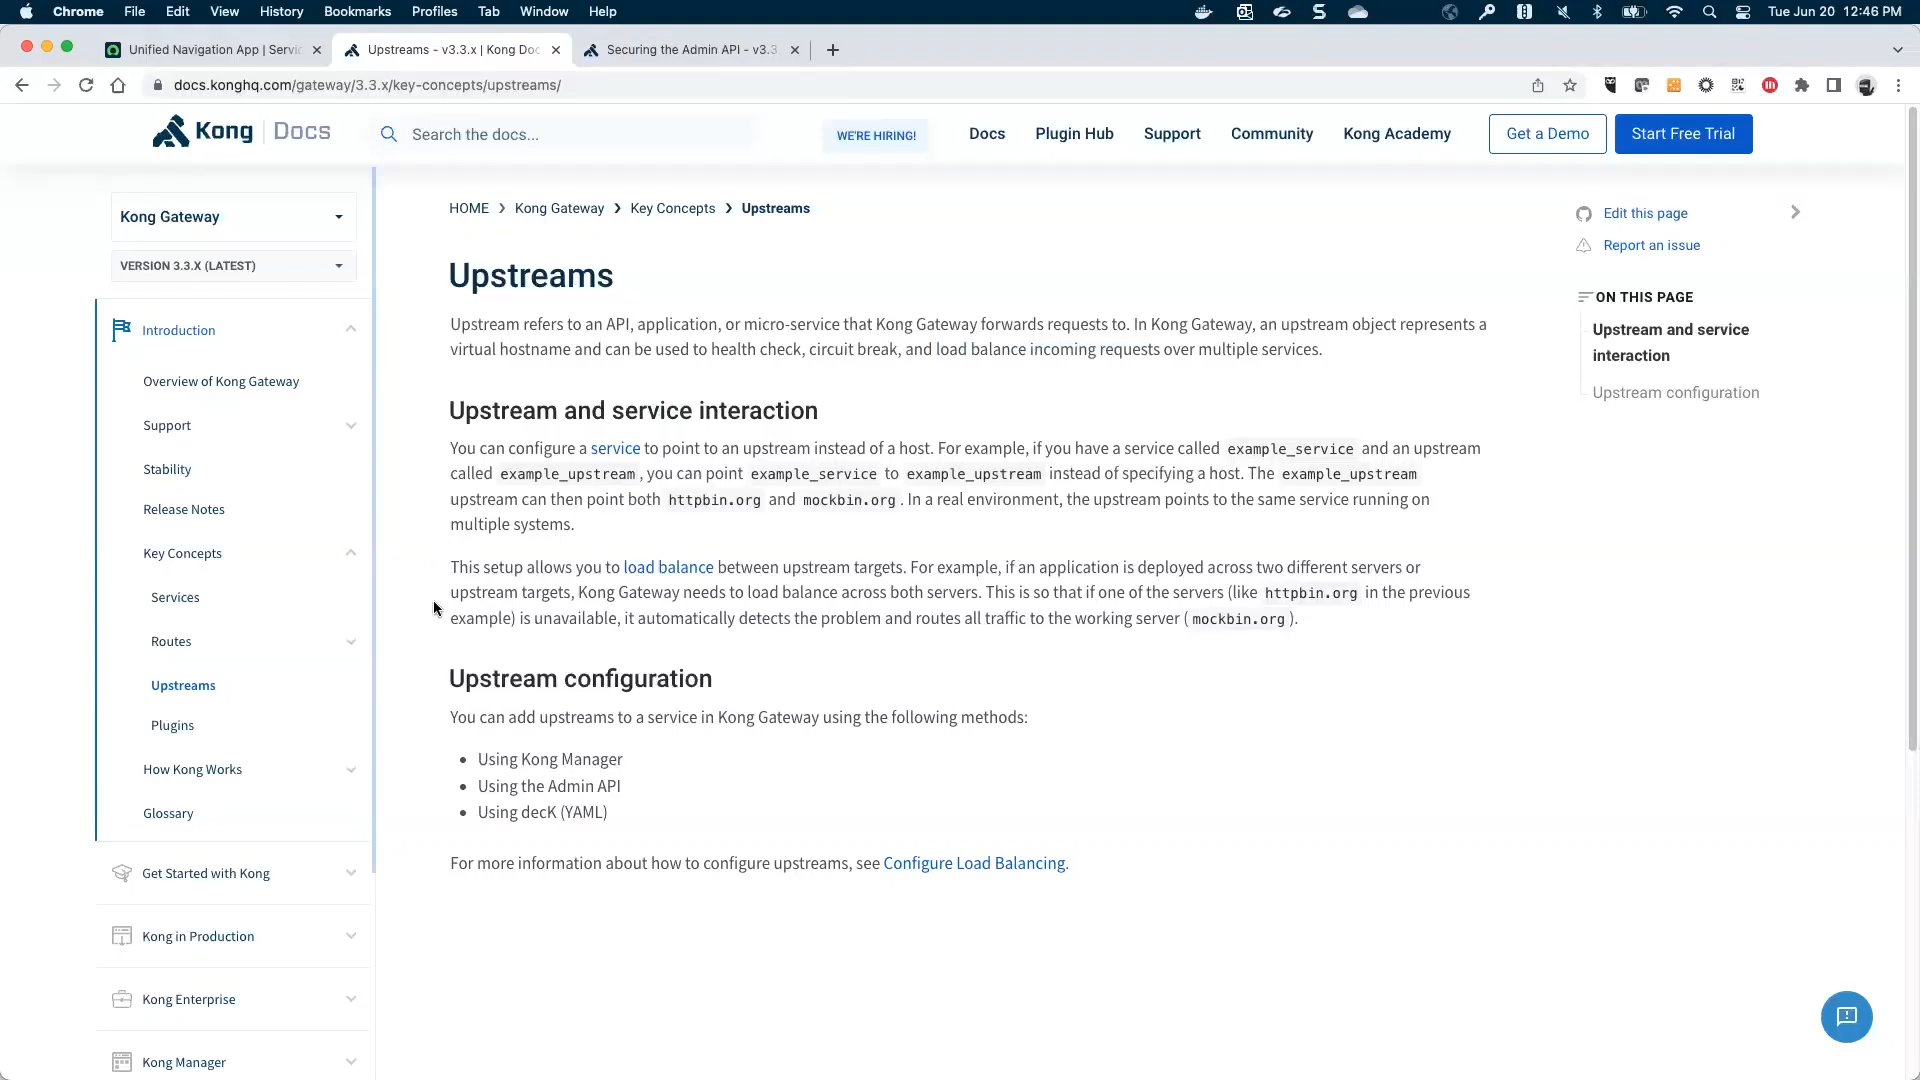 Chrome File Edit View History Bookmarks Profiles Tab Window Help Tue Jun 20 12:46 PM
Unified Navigation App | Servic
Upstreams - v3.3.x | Kong Doc
Securing the Admin API - v3.3
docs.konghq.com/gateway/3.3.x/key-concepts/upstreams/
Kong | Docs
Search the docs...
WE'RE HIRING!
Docs
Plugin Hub
Support
Community
Kong Academy
Get a Demo
Start Free Trial
Kong Gateway
VERSION 3.3.X (LATEST)
Introduction
Overview of Kong Gateway
Support
Stability
Release Notes
Key Concepts
Services
Routes
Upstreams
Plugins
How Kong Works
Glossary
Get Started with Kong
Kong in Production
Kong Enterprise
Kong Manager
HOME > Kong Gateway > Key Concepts > Upstreams
Upstreams
Upstream refers to an API, application, or micro-service that Kong Gateway forwards requests to. In Kong Gateway, an upstream object represents a
virtual hostname and can be used to health check, circuit break, and load balance incoming requests over multiple services.
Upstream and service interaction
You can configure a service to point to an upstream instead of a host. For example, if you have a service called example_service and an upstream
called example_upstream, you can point example_service to example_upstream instead of specifying a host. The example_upstream
upstream can then point both httpbin.org and mockbin.org. In a real environment, the upstream points to the same service running on
multiple systems.
This setup allows you to load balance between upstream targets. For example, if an application is deployed across two different servers or
upstream targets, Kong Gateway needs to load balance across both servers. This is so that if one of the servers (like httpbin.org in the previous
example) is unavailable, it automatically detects the problem and routes all traffic to the working server (mockbin.org).
Upstream configuration
You can add upstreams to a service in Kong Gateway using the following methods:
• Using Kong Manager
• Using the Admin API
• Using decK (YAML)
For more information about how to configure upstreams, see Configure Load Balancing.
Edit this page
Report an issue
ON THIS PAGE
Upstream and service
interaction
Upstream configuration